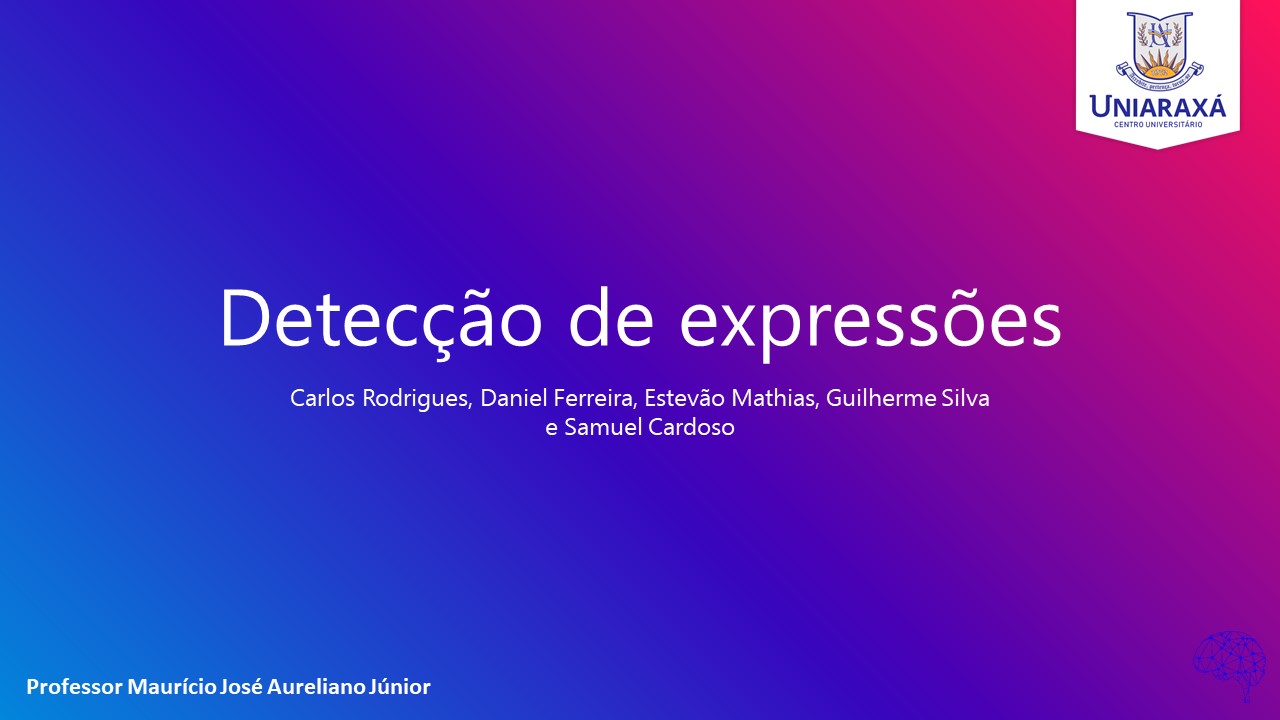 UNIARAXÁ
CENTRO UNIVERSITÁRIO
Detecção de expressões
Carlos Rodrigues, Daniel Ferreira, Estevão Mathias, Guilherme Silva
e Samuel Cardoso
Professor Maurício José Aureliano Júnior